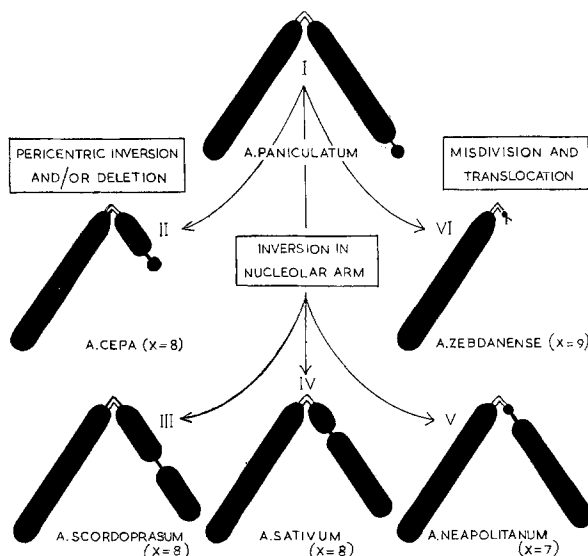 I
A.PANICULATUM
PERICENTRIC INVERSION
AND/OR DELETION
MISDIVISION AND
TRANSLOCATION
II
VI
INVERSION IN
NUCLEOLAR ARM
A.CEPA (X=8)
A.ZEBDANENSE (X=9)
III
IV
V
A.SCORDOPRASUM
(X=8)
A.SATIVUM
(X=8)
A.NEAPOLITANUM
(X=7)